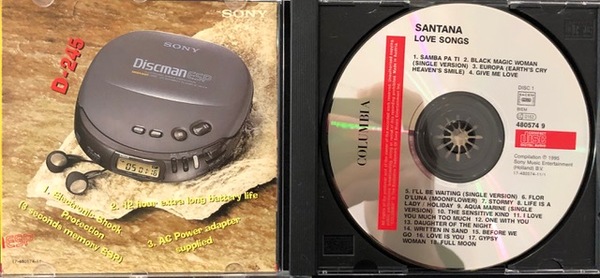 SONY
D-245
SONY
Discman ESP
1. Electronic Shock
Protection
(3 seconds memory ESP)
2. 12 hour extra long battery life
3. AC Power adapter
supplied
SANTANA
LOVE SONGS
1. SAMBA PA TI 2. BLACK MAGIC WOMAN
(SINGLE VERSION) 3. EUROPA (EARTH'S CRY
HEAVEN'S SMILE) 4. GIVE ME LOVE
DISC 1
480574 9
COLUMBIA
DIGITAL AUDIO
Compilation ℗ 1995
Sony Music Entertainment
(Holland) B.V.
5. I'LL BE WAITING (SINGLE VERSION) 6. FLOR
D'LUNA (MOONFLOWER) 7. STORMY 8. LIFE IS A
LADY / HOLIDAY 9. AQUA MARINE (SINGLE
VERSION) 10. THE SENSITIVE KIND 11. I LOVE
YOU MUCH TOO MUCH 12. ONE WITH YOU
13. DAUGHTER OF THE NIGHT
14. WRITTEN IN SAND 15. BEFORE WE
GO 16. LOVE IS YOU 17. GYPSY
WOMAN 18. FULL MOON